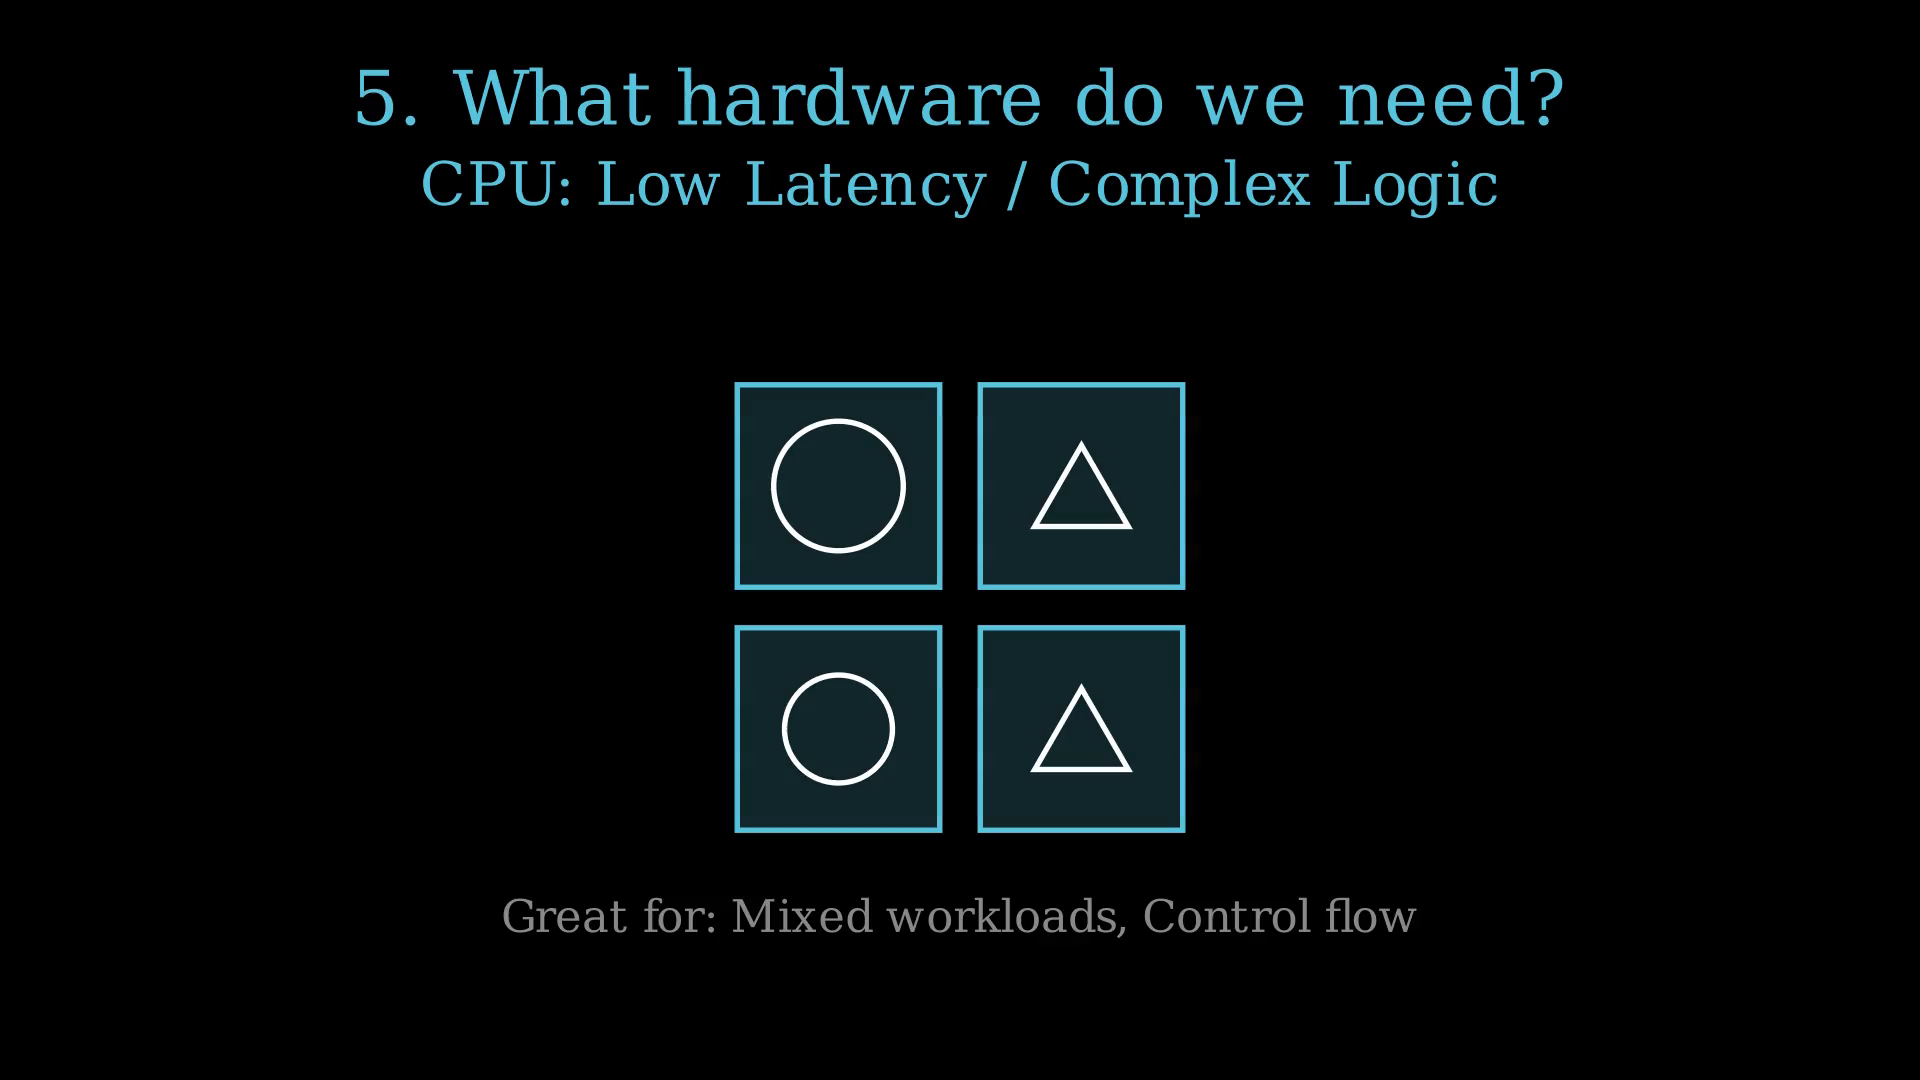 5. What hardware do we need?
CPU: Low Latency / Complex Logic
Great for: Mixed workloads, Control flow